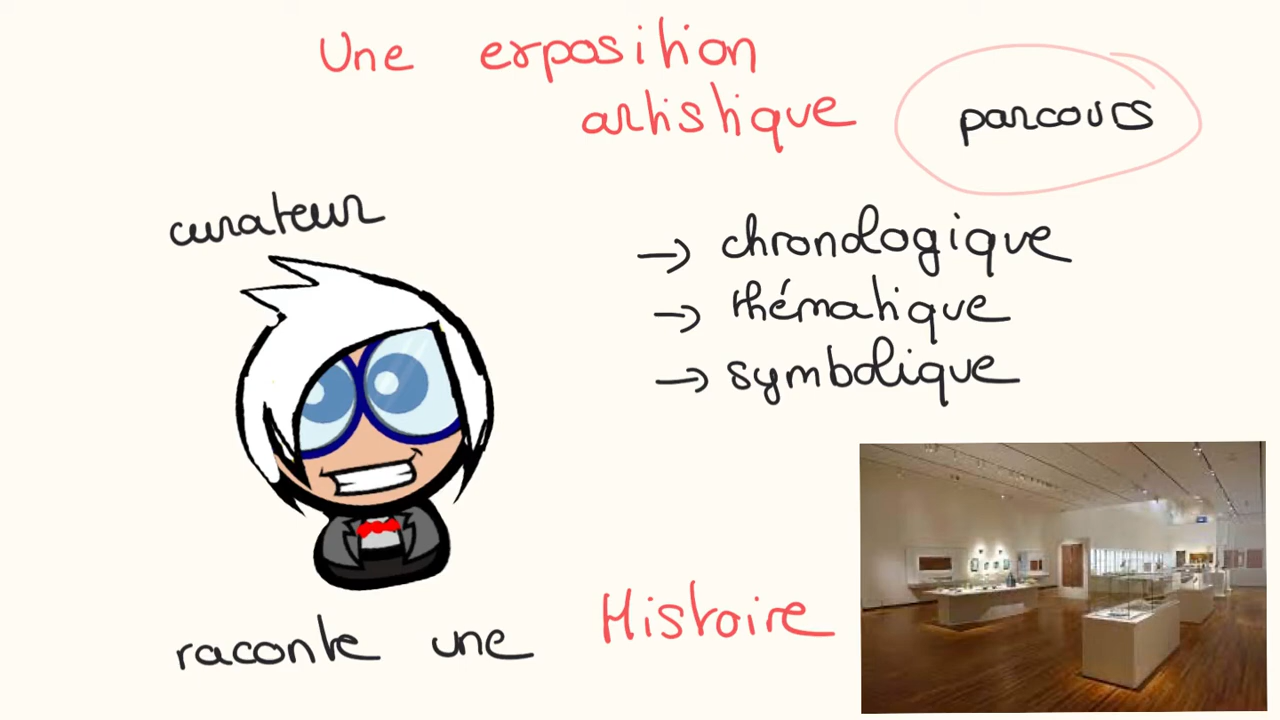 Une exposition
artistique
parcours
curateur
→ chronologique
→ thématique
→ symbolique
raconte une Histoire